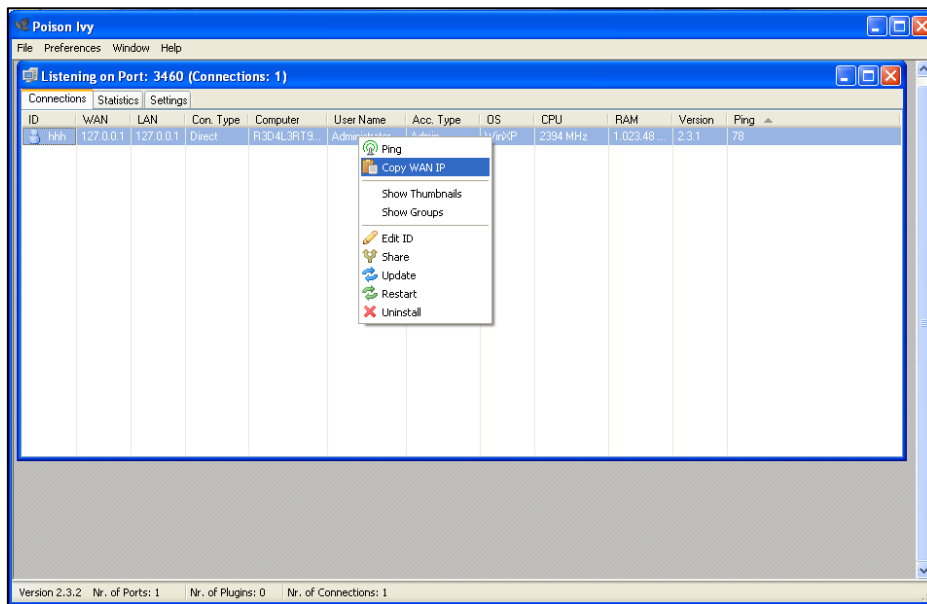 Poison Ivy
File Preferences Window Help
Listening on Port: 3460 (Connections: 1)
Connections Statistics Settings
ID WAN LAN Con. Type Computer User Name Acc. Type OS CPU RAM Version Ping
hhh 127.0.0.1 127.0.0.1 Direct R3D4L3RT9... Administrator Admin WinXP 2394 MHz 1.023.48 ... 2.3.1 78
Ping
Copy WAN IP
Show Thumbnails
Show Groups
Edit ID
Share
Update
Restart
Uninstall
Version 2.3.2 Nr. of Ports: 1 Nr. of Plugins: 0 Nr. of Connections: 1